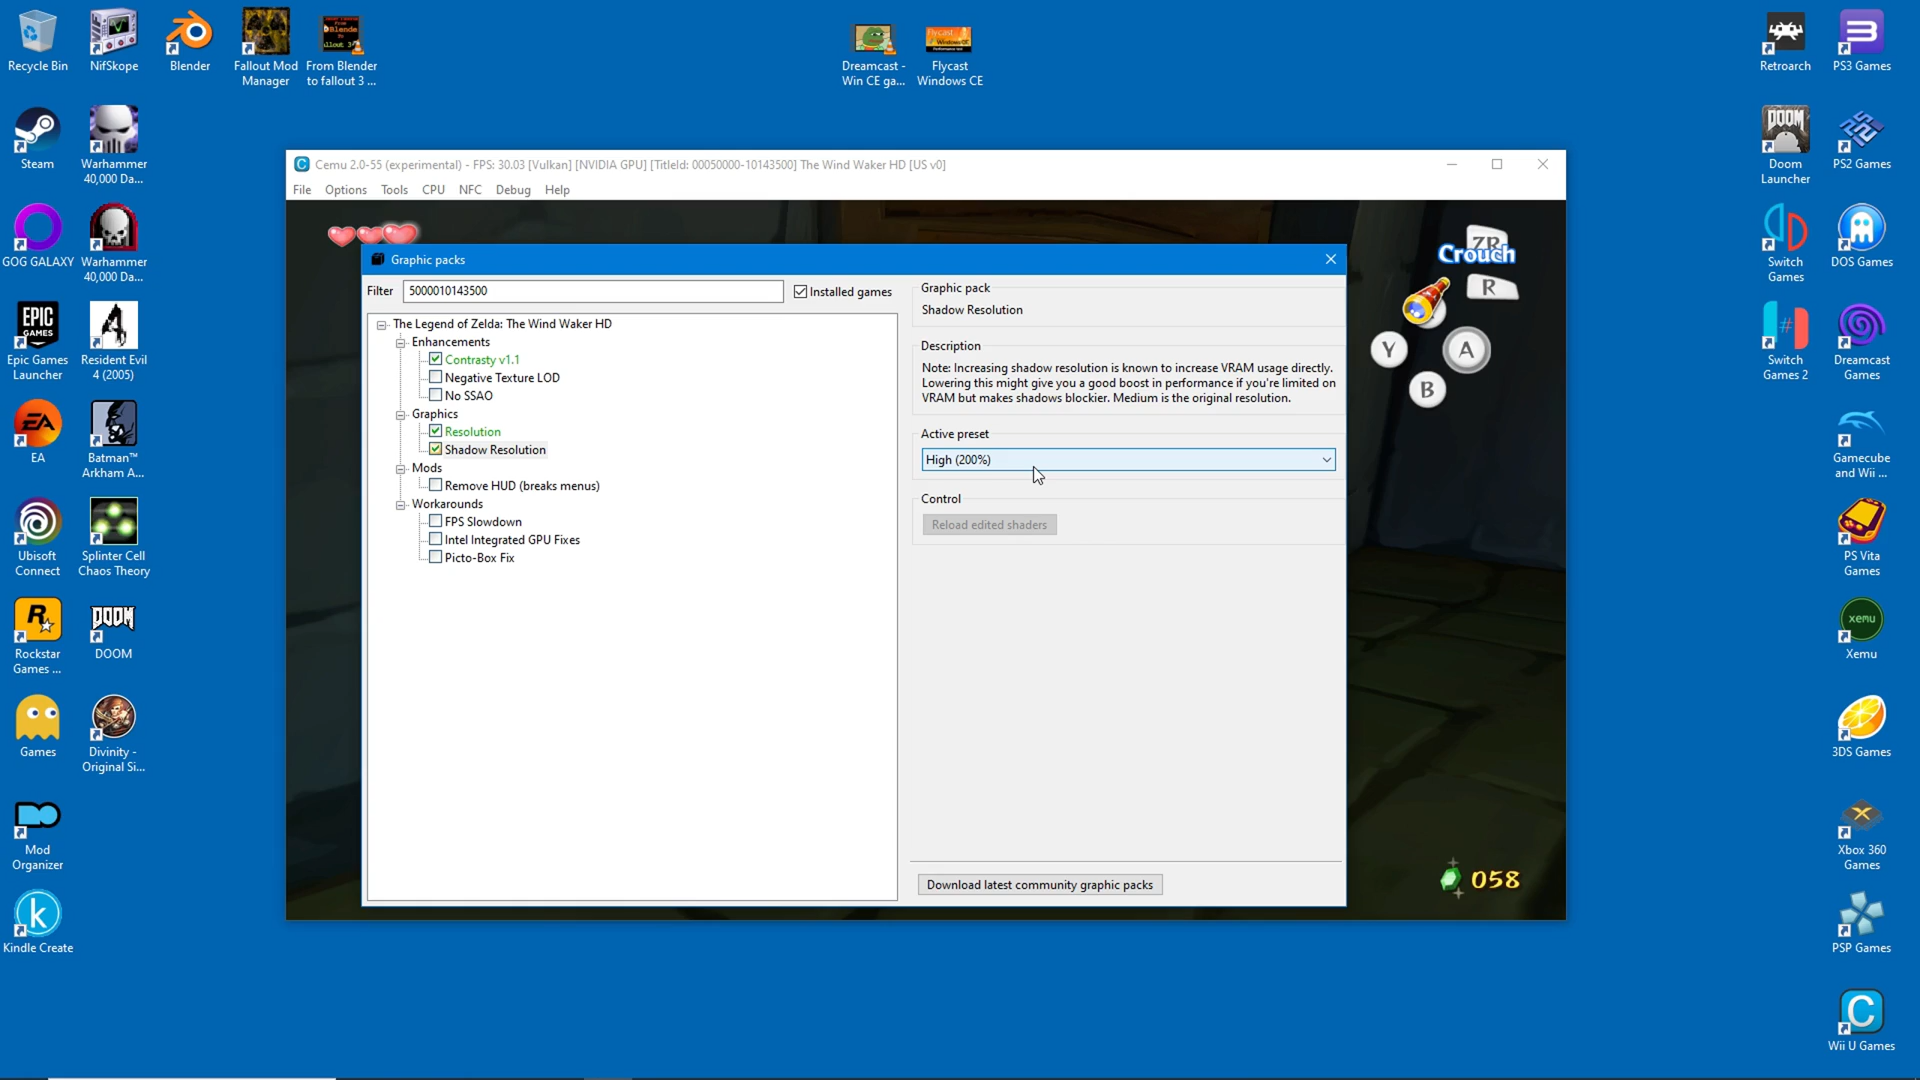 Recycle Bin
NifSkope
Blender
Fallout Mod
Manager
From Blender
to fallout 3 ...
Dreamcast -
Win CE ga...
Flycast
Windows CE
Retroarch
PS3 Games
Steam
Warhammer
40,000 Da...
DOOM
Doom
Launcher
PS2 Games
GOG GALAXY
Warhammer
40,000 Da...
Switch
Games
DOS Games
EPIC
GAMES
Epic Games
Launcher
Resident Evil
4 (2005)
Switch
Games 2
Dreamcast
Games
EA
EA
Batman™
Arkham A...
Gamecube
and Wii ...
Ubisoft
Connect
Splinter Cell
Chaos Theory
PS Vita
Games
Rockstar
Games ...
DOOM
DOOM
xemu
Xemu
Games
Divinity -
Original Si...
3DS Games
Mod
Organizer
Xbox 360
Games
Kindle Create
PSP Games
Wii U Games
Cemu 2.0-55 (experimental) - FPS: 30.03 [Vulkan] [NVIDIA GPU] [TitleId: 00050000-10143500] The Wind Waker HD [US v0]
File Options Tools CPU NFC Debug Help
ZR
Crouch
R
Y
A
B
058
Graphic packs
Filter 5000010143500 Installed games
The Legend of Zelda: The Wind Waker HD
Enhancements
Contrasty v1.1
Negative Texture LOD
No SSAO
Graphics
Resolution
Shadow Resolution
Mods
Remove HUD (breaks menus)
Workarounds
FPS Slowdown
Intel Integrated GPU Fixes
Picto-Box Fix
Graphic pack
Shadow Resolution
Description
Note: Increasing shadow resolution is known to increase VRAM usage directly.
Lowering this might give you a good boost in performance if you're limited on
VRAM but makes shadows blockier. Medium is the original resolution.
Active preset
High (200%)
Control
Reload edited shaders
Download latest community graphic packs